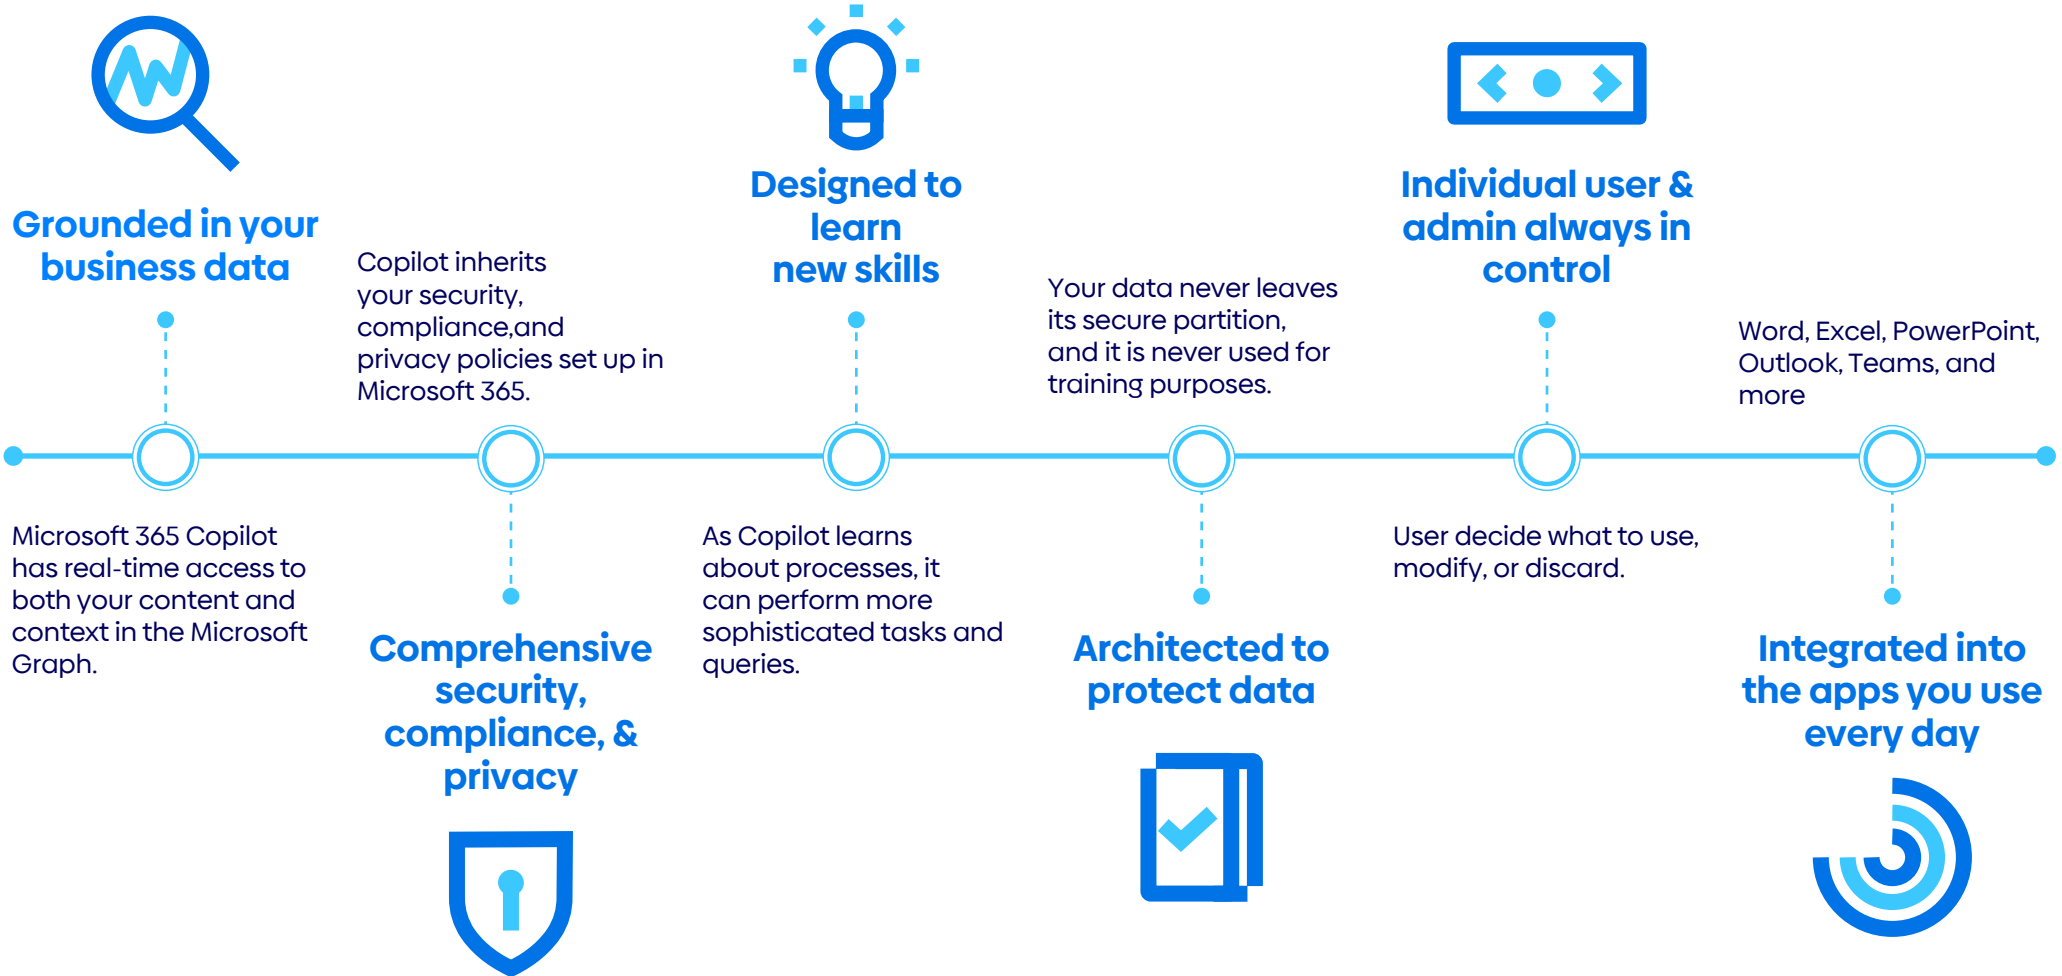 Grounded in your
business data
Microsoft 365 Copilot
has real-time access to
both your content and
context in the Microsoft
Graph.
Copilot inherits
your security,
compliance,and
privacy policies set up in
Microsoft 365.
Comprehensive
security,
compliance, &
privacy
Designed to
learn
new skills
As Copilot learns
about processes, it
can perform more
sophisticated tasks and
queries.
Your data never leaves
its secure partition,
and it is never used for
training purposes.
Architected to
protect data
Individual user &
admin always in
control
User decide what to use,
modify, or discard.
Word, Excel, PowerPoint,
Outlook, Teams, and
more
Integrated into
the apps you use
every day